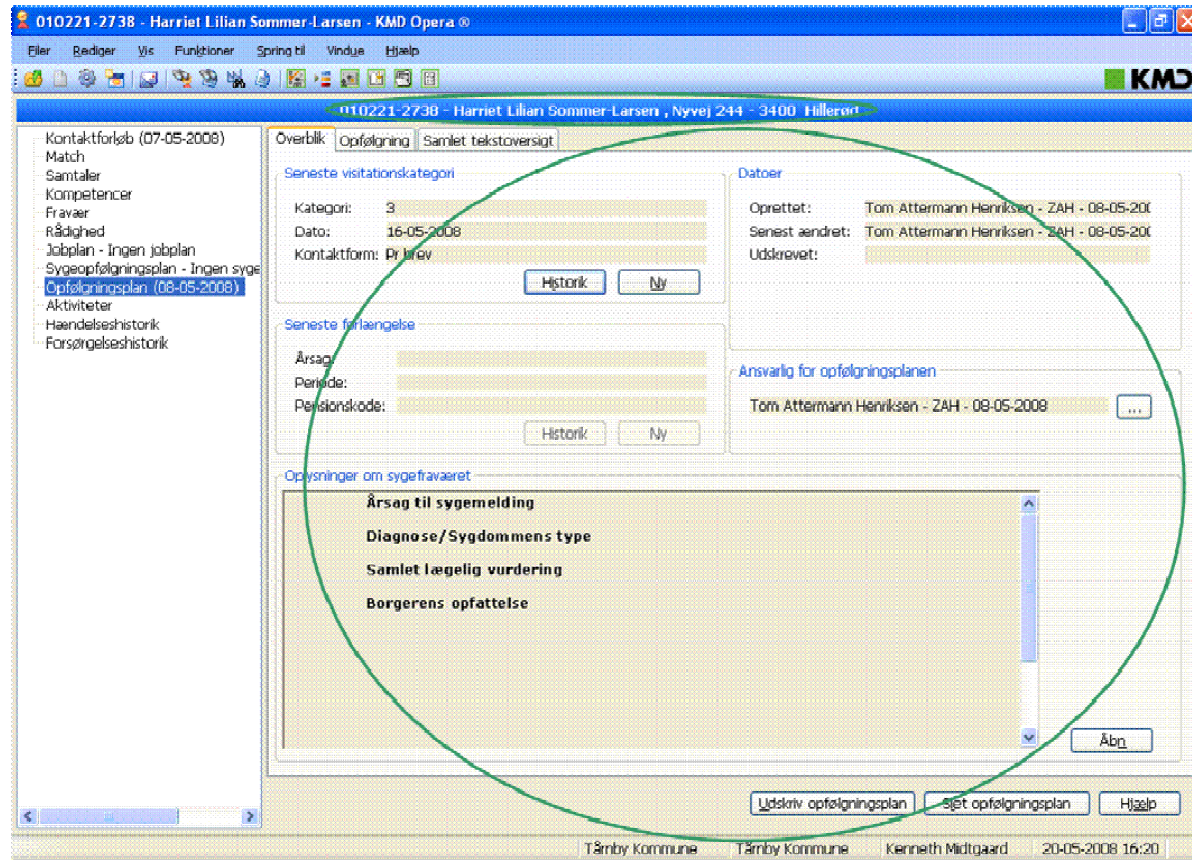 010221-2738 - Harriet Lilian Sommer-Larsen - KMD Opera ®
Filer Rediger Vis Funktioner Spring til Vindue Hjælp
KMD
010221-2738 - Harriet Lilian Sommer-Larsen , Nyvej 244 - 3400 Hillerød
Kontaktforløb (07-05-2008)
Match
Samtaler
Kompetencer
Fravær
Rådighed
Jobplan - Ingen jobplan
Sygeopfølgningsplan - Ingen syge
Opfølgningsplan (08-05-2008)
Aktiviteter
Hændelseshistorik
Forsørgelseshistorik
Overblik Opfølgning Samlet tekstoversigt
Seneste visitationskategori
Kategori: 3
Dato: 16-05-2008
Kontaktform: Pr brev
Historik Ny
Datoer
Oprettet: Tom Attermann Henriksen - ZAH - 08-05-200
Senest ændret: Tom Attermann Henriksen - ZAH - 08-05-200
Udskrevet:
Seneste forlængelse
Årsag:
Periode:
Pensionskode:
Historik Ny
Ansvarlig for opfølgningsplanen
Tom Attermann Henriksen - ZAH - 08-05-2008 ...
Oplysninger om sygefraværet
Årsag til sygemelding
Diagnose/Sygdommens type
Samlet lægelig vurdering
Borgerens opfattelse
Åbn
Udskriv opfølgningsplan Slet opfølgningsplan Hjælp
Tårnby Kommune Tårnby Kommune Kenneth Midtgaard 20-05-2008 16:20